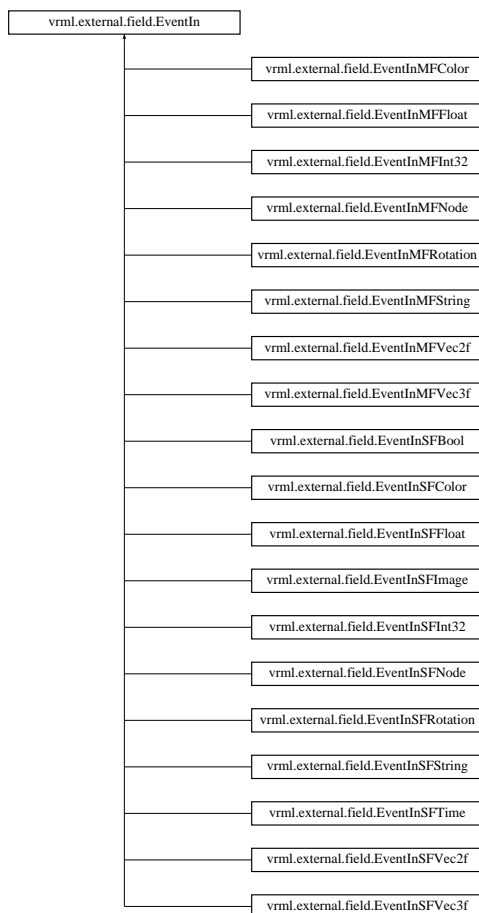 vrml.external.field.EventIn
vrml.external.field.EventInMFColor
vrml.external.field.EventInMFFloat
vrml.external.field.EventInMFInt32
vrml.external.field.EventInMFNode
vrml.external.field.EventInMFRotation
vrml.external.field.EventInMFString
vrml.external.field.EventInMFVec2f
vrml.external.field.EventInMFVec3f
vrml.external.field.EventInSFBool
vrml.external.field.EventInSFColor
vrml.external.field.EventInSFFloat
vrml.external.field.EventInSFImage
vrml.external.field.EventInSFInt32
vrml.external.field.EventInSFNode
vrml.external.field.EventInSFRotation
vrml.external.field.EventInSFString
vrml.external.field.EventInSFTime
vrml.external.field.EventInSFVec2f
vrml.external.field.EventInSFVec3f